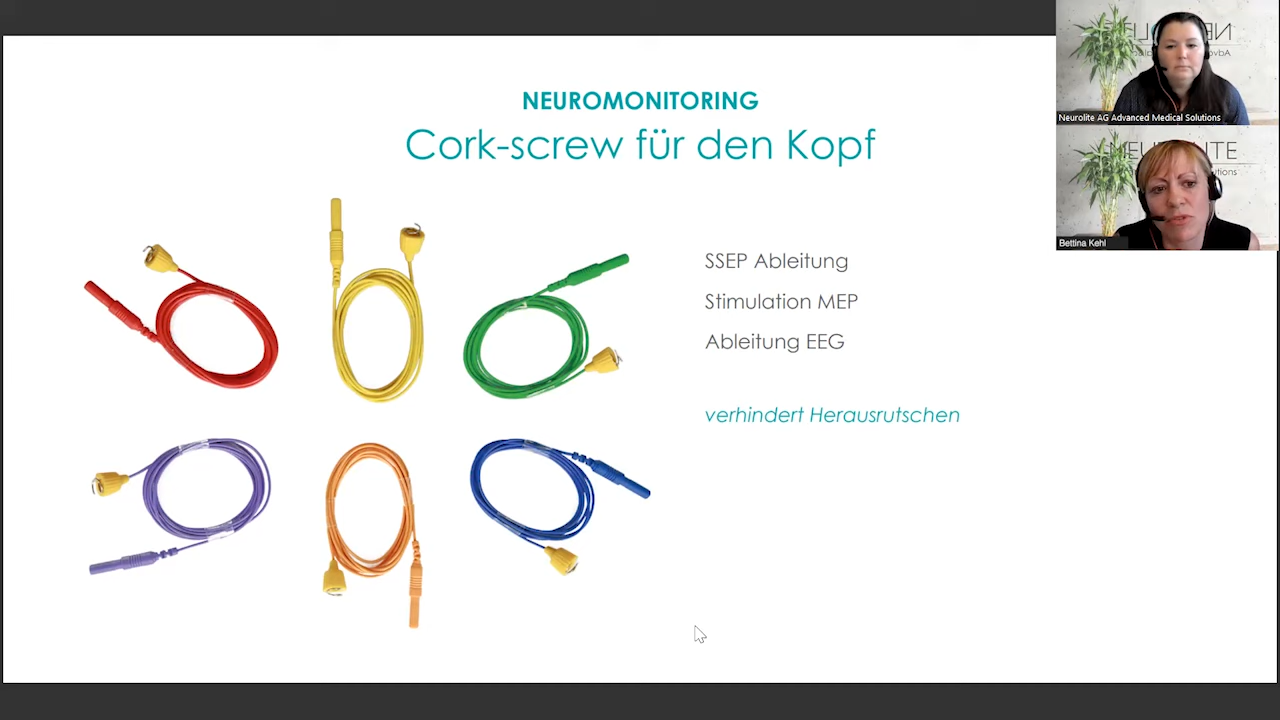 NEUROMONITORING
Cork-screw für den Kopf
SSEP Ableitung
Stimulation MEP
Ableitung EEG
verhindert Herausrutschen
Neurolite AG Advanced Medical Solutions
Bettina Kehl